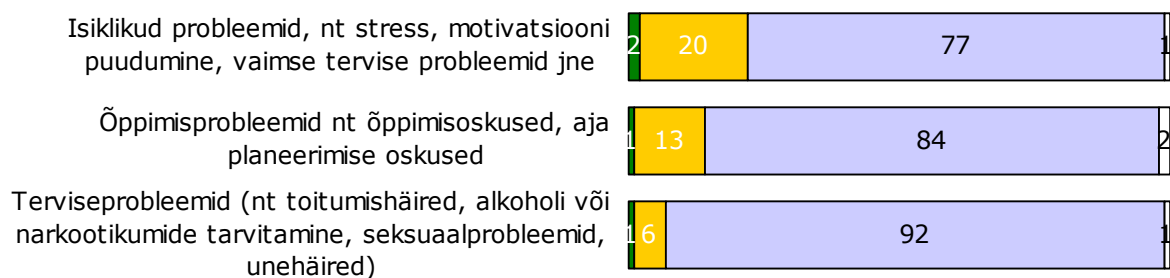 Isiklikud probleemid, nt stress, motivatsiooni
puudumine, vaimse tervise probleemid jne
2 20 77 1
Õppimisprobleemid nt õppimisoskused, aja
planeerimise oskused
1 13 84 2
Terviseprobleemid (nt toitumishäired, alkoholi või
narkootikumide tarvitamine, seksuaalprobleemid,
unehäired)
1 6 92 1